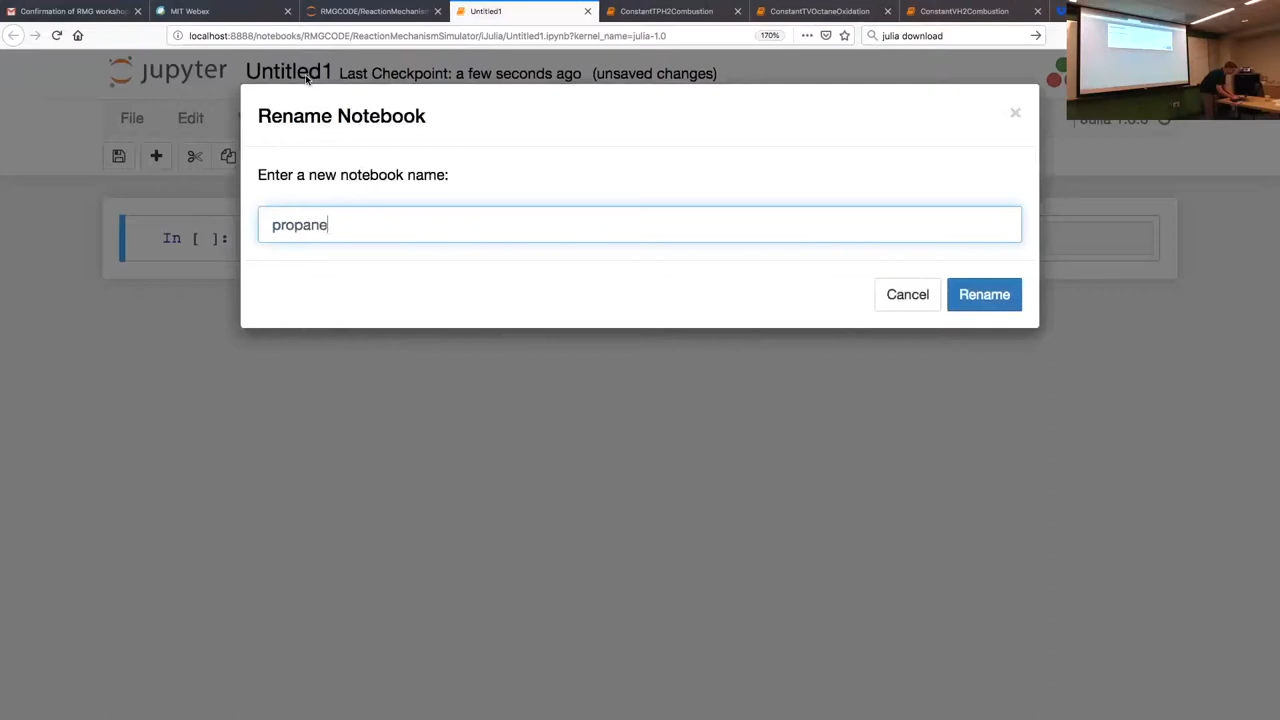 Confirmation of RMG worksho
MIT Webex
RMGCODE/ReactionMechanism
Untitled1
ConstantTPH2Combustion
ConstantTVOctaneOxidation
ConstantVH2Combustion
localhost:8888/notebooks/RMGCODE/ReactionMechanismSimulator/iJulia/Untitled1.ipynb?kernel_name=julia-1.0
170%
julia download
jupyter Untitled1 Last Checkpoint: a few seconds ago (unsaved changes)
File Edit
Rename Notebook
Enter a new notebook name:
propane
Cancel Rename
In [ ]: